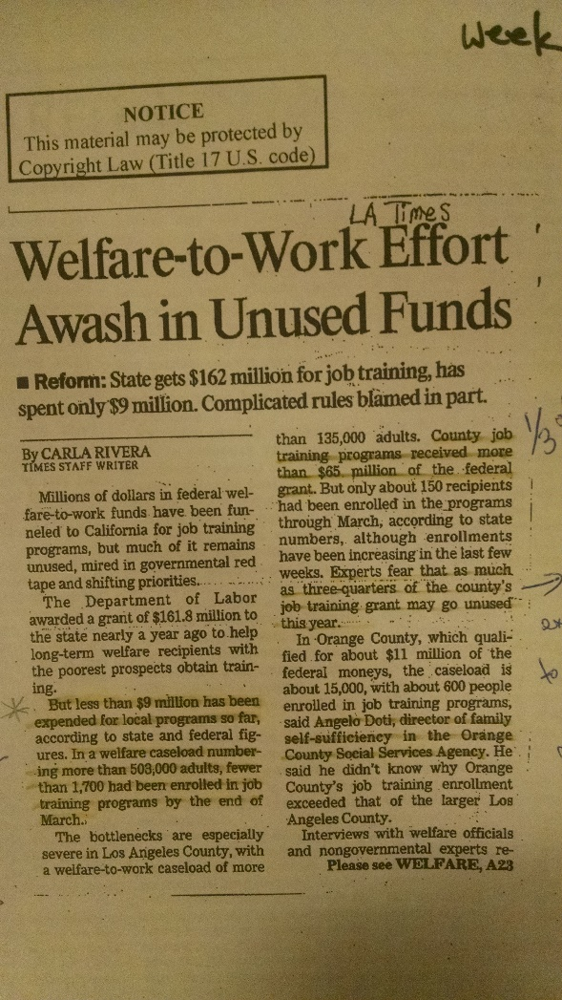 Week
NOTICE
This material may be protected by
Copyright Law (Title 17 U.S. code)
LA Times
Welfare-to-Work Effort
Awash in Unused Funds
■ Reform: State gets $162 million for job training, has
spent only $9 million. Complicated rules blamed in part.
By CARLA RIVERA
TIMES STAFF WRITER
Millions of dollars in federal wel-
fare-to-work funds have been fun-
neled to California for job training
programs, but much of it remains
unused, mired in governmental red
tape and shifting priorities.
The Department of Labor
awarded a grant of $161.8 million to
the state nearly a year ago to help
long-term welfare recipients with
the poorest prospects obtain train-
ing.
But less than $9 million has been
expended for local programs so far,
according to state and federal fig-
ures. In a welfare caseload number-
ing more than 503,000 adults, fewer
than 1,700 had been enrolled in job
training programs by the end of
March.
The bottlenecks are especially
severe in Los Angeles County, with
a welfare-to-work caseload of more
than 135,000 adults. County job
training programs received more
than $65 million of the federal
grant. But only about 150 recipients
had been enrolled in the programs
through March, according to state
numbers, although enrollments
have been increasing in the last few
weeks. Experts fear that as much
as three-quarters of the county's
job training grant may go unused
this year.
In Orange County, which quali-
fied for about $11 million of the
federal moneys, the caseload is
about 15,000, with about 600 people
enrolled in job training programs,
said Angelo Doti, director of family
self-sufficiency in the Orange
County Social Services Agency. He
said he didn't know why Orange
County's job training enrollment
exceeded that of the larger Los
Angeles County.
Interviews with welfare officials
and nongovernmental experts re-
Please see WELFARE, A23
1/3
to